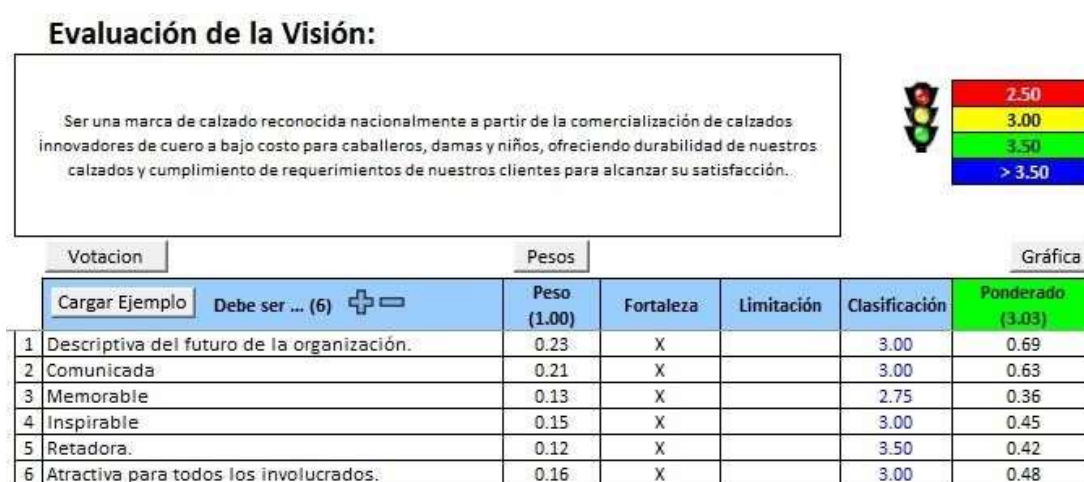 Evaluación de la Visión:
Ser una marca de calzado reconocida nacionalmente a partir de la comercialización de calzados
innovadores de cuero a bajo costo para caballeros, damas y niños, ofreciendo durabilidad de nuestros
calzados y cumplimiento de requerimientos de nuestros clientes para alcanzar su satisfacción.
2.50
3.00
3.50
> 3.50
Votacion Pesos Gráfica
Cargar Ejemplo Debe ser ... (6) Peso (1.00) Fortaleza Limitación Clasificación Ponderado (3.03)
1 Descriptiva del futuro de la organización. 0.23 X 3.00 0.69
2 Comunicada 0.21 X 3.00 0.63
3 Memorable 0.13 X 2.75 0.36
4 Inspirable 0.15 X 3.00 0.45
5 Retadora. 0.12 X 3.50 0.42
6 Atractiva para todos los involucrados. 0.16 X 3.00 0.48